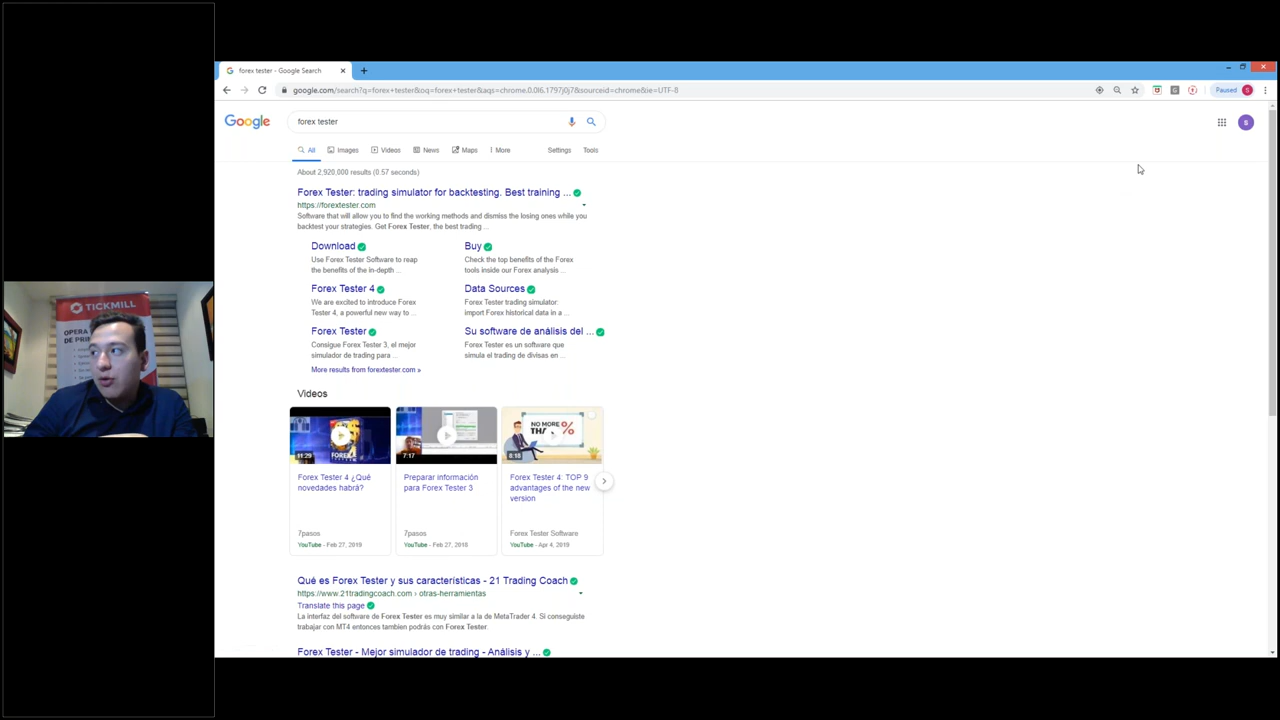 forex tester - Google Search
google.com/search?q=forex+tester&oq=forex+tester&aqs=chrome.0.0l6.1797j0j7&sourceid=chrome&ie=UTF-8
Paused
S
Google
forex tester
S
All
Images
Videos
News
Maps
More
Settings
Tools
About 2,920,000 results (0.57 seconds)
Forex Tester: trading simulator for backtesting. Best training ...
https://forextester.com
Software that will allow you to find the working methods and dismiss the losing ones while you
backtest your strategies. Get Forex Tester, the best trading ...
Download
Use Forex Tester Software to reap
the benefits of the in-depth ...
Buy
Check the top benefits of the Forex
tools inside our Forex analysis ...
Forex Tester 4
We are excited to introduce Forex
Tester 4, a powerful new way to ...
Data Sources
Forex Tester trading simulator:
import Forex historical data in a ...
Forex Tester
Consigue Forex Tester 3, el mejor
simulador de trading para ...
Su software de análisis del ...
Forex Tester es un software que
simula el trading de divisas en ...
More results from forextester.com »
Videos
11:29
7:17
NO MORE
THAN %
8:18
Forex Tester 4 ¿Qué
novedades habrá?
7pasos
YouTube - Feb 27, 2019
Preparar información
para Forex Tester 3
7pasos
YouTube - Feb 27, 2018
Forex Tester 4: TOP 9
advantages of the new
version
Forex Tester Software
YouTube - Apr 4, 2019
Qué es Forex Tester y sus características - 21 Trading Coach
https://www.21tradingcoach.com › otras-herramientas
Translate this page
La interfaz del software de Forex Tester es muy similar a la de MetaTrader 4. Si conseguiste
trabajar con MT4 entonces tambien podrás con Forex Tester.
Forex Tester - Mejor simulador de trading - Análisis y ...
TICKMILL
OPERA
DE PRI